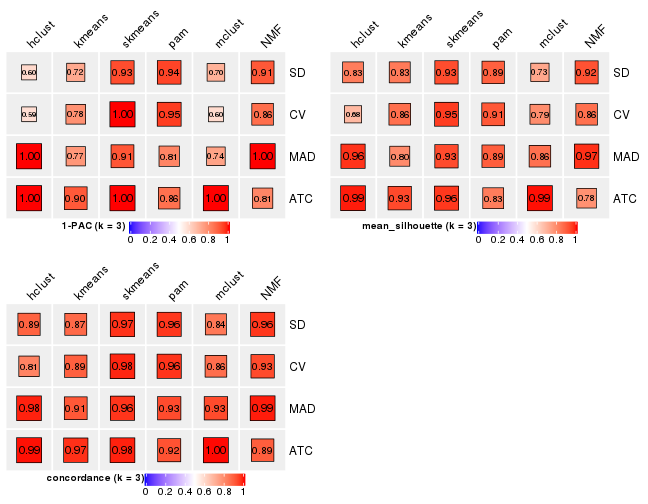 hclust kmeans skmeans pam mclust NMF
0.60 0.72 0.93 0.94 0.70 0.91 SD
0.59 0.78 1.00 0.95 0.60 0.86 CV
1.00 0.77 0.91 0.81 0.74 1.00 MAD
1.00 0.90 1.00 0.86 1.00 0.81 ATC
1-PAC (k = 3)
0 0.2 0.4 0.6 0.8 1
hclust kmeans skmeans pam mclust NMF
0.83 0.83 0.93 0.89 0.73 0.92 SD
0.68 0.86 0.95 0.91 0.79 0.86 CV
0.96 0.80 0.93 0.89 0.86 0.97 MAD
0.99 0.93 0.96 0.83 0.99 0.78 ATC
mean_silhouette (k = 3)
0 0.2 0.4 0.6 0.8 1
hclust kmeans skmeans pam mclust NMF
0.89 0.87 0.97 0.96 0.84 0.96 SD
0.81 0.89 0.98 0.96 0.86 0.93 CV
0.98 0.91 0.96 0.93 0.93 0.99 MAD
0.99 0.97 0.98 0.92 1.00 0.89 ATC
concordance (k = 3)
0 0.2 0.4 0.6 0.8 1